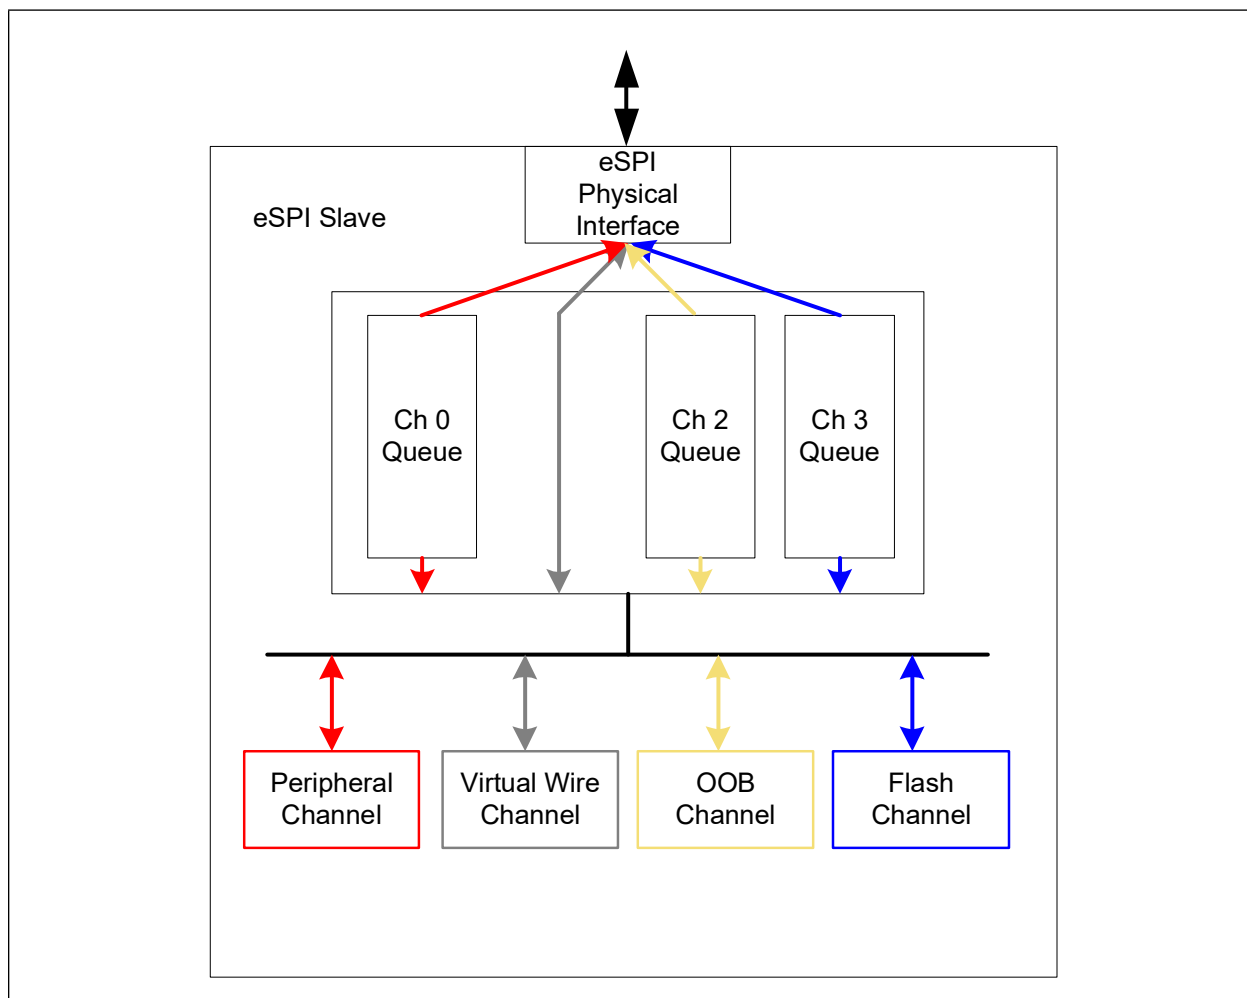 eSPI
Physical
Interface
eSPI Slave
Ch 0
Queue
Ch 2
Queue
Ch 3
Queue
Peripheral
Channel
Virtual Wire
Channel
OOB
Channel
Flash
Channel